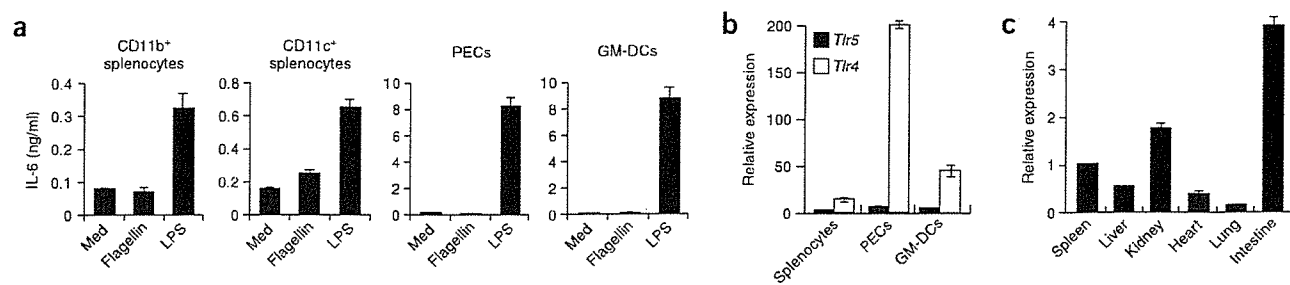 a
CD11b+
splenocytes
IL-6 (ng/ml)
0.4
0.3
0.2
0.1
0
Med
Flagellin
LPS
CD11c+
splenocytes
0.8
0.6
0.4
0.2
0
Med
Flagellin
LPS
PECs
10
8
6
4
2
0
Med
Flagellin
LPS
GM-DCs
10
8
6
4
2
0
Med
Flagellin
LPS
b
Relative expression
200
150
100
50
0
Tlr5
Tlr4
Splenocytes
PECs
GM-DCs
c
Relative expression
4
3
2
1
0
Spleen
Liver
Kidney
Heart
Lung
Intestine